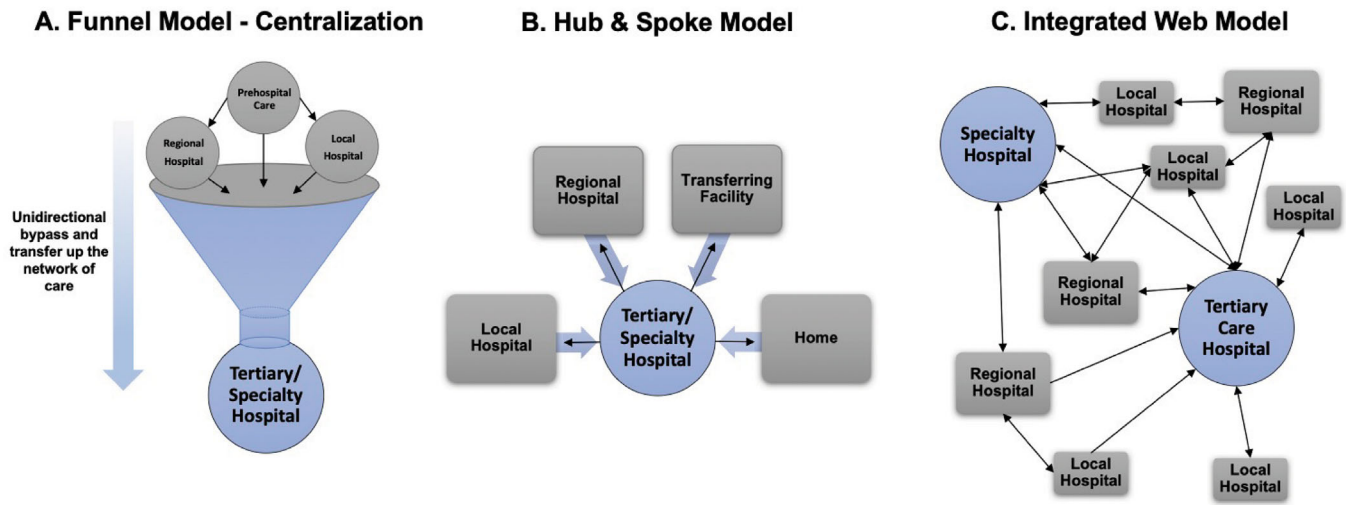 A. Funnel Model - Centralization
Prehospital
Care
Regional
Hospital
Local
Hospital
Unidirectional
bypass and
transfer up the
network of
care
Tertiary/
Specialty
Hospital
B. Hub & Spoke Model
Regional
Hospital
Transferring
Facility
Local
Hospital
Tertiary/
Specialty
Hospital
Home
C. Integrated Web Model
Specialty
Hospital
Local
Hospital
Regional
Hospital
Local
Hospital
Local
Hospital
Regional
Hospital
Tertiary
Care
Hospital
Regional
Hospital
Local
Hospital
Local
Hospital